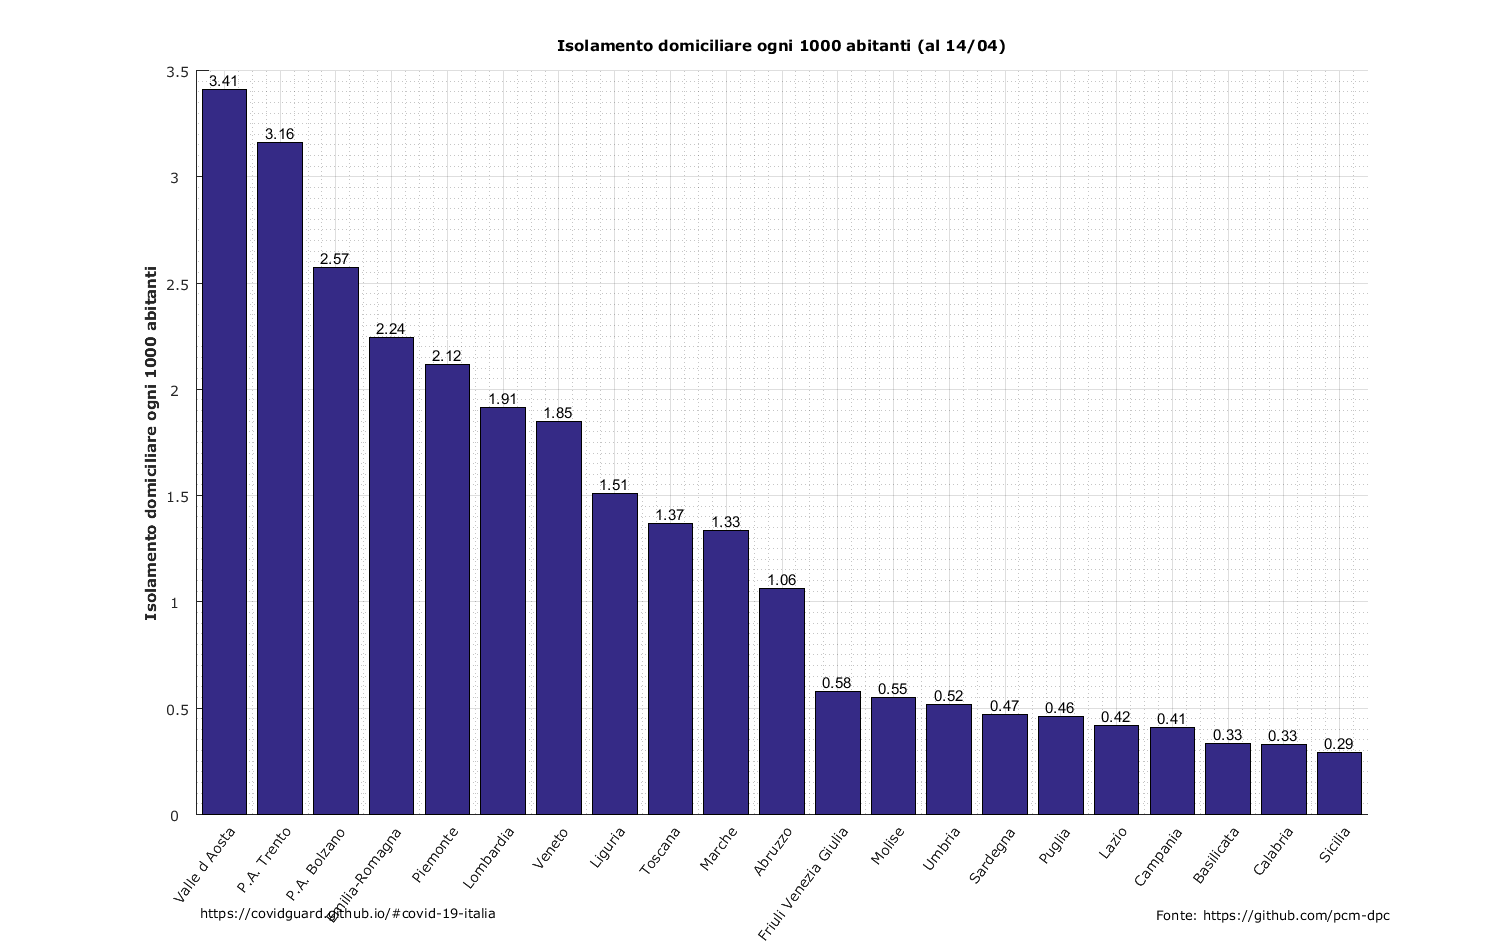 Isolamento domiciliare ogni 1000 abitanti (al 14/04)
Isolamento domiciliare ogni 1000 abitanti
3.5
3
2.5
2
1.5
1
0.5
0
3.41
3.16
2.57
2.24
2.12
1.91
1.85
1.51
1.37
1.33
1.06
0.58
0.55
0.52
0.47
0.46
0.42
0.41
0.33
0.33
0.29
Valle d Aosta
P.A. Trento
P.A. Bolzano
Emilia-Romagna
Piemonte
Lombardia
Veneto
Liguria
Toscana
Marche
Abruzzo
Friuli Venezia Giulia
Molise
Umbria
Sardegna
Puglia
Lazio
Campania
Basilicata
Calabria
Sicilia
https://covidguard.github.io/#covid-19-italia
Fonte: https://github.com/pcm-dpc